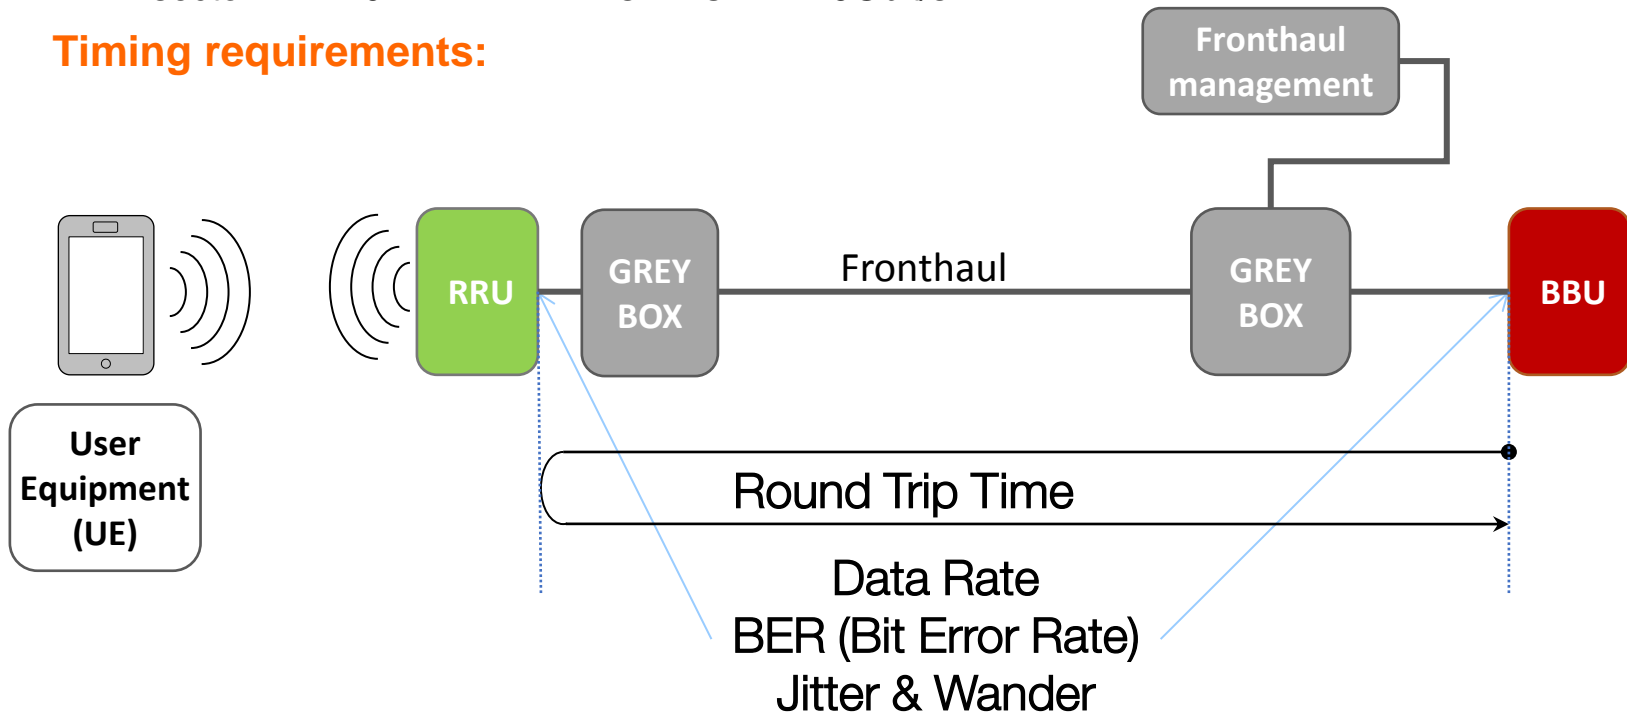 Timing requirements:
Fronthaul
management
RRU
GREY
BOX
Fronthaul
GREY
BOX
BBU
User
Equipment
(UE)
Round Trip Time
Data Rate
BER (Bit Error Rate)
Jitter & Wander